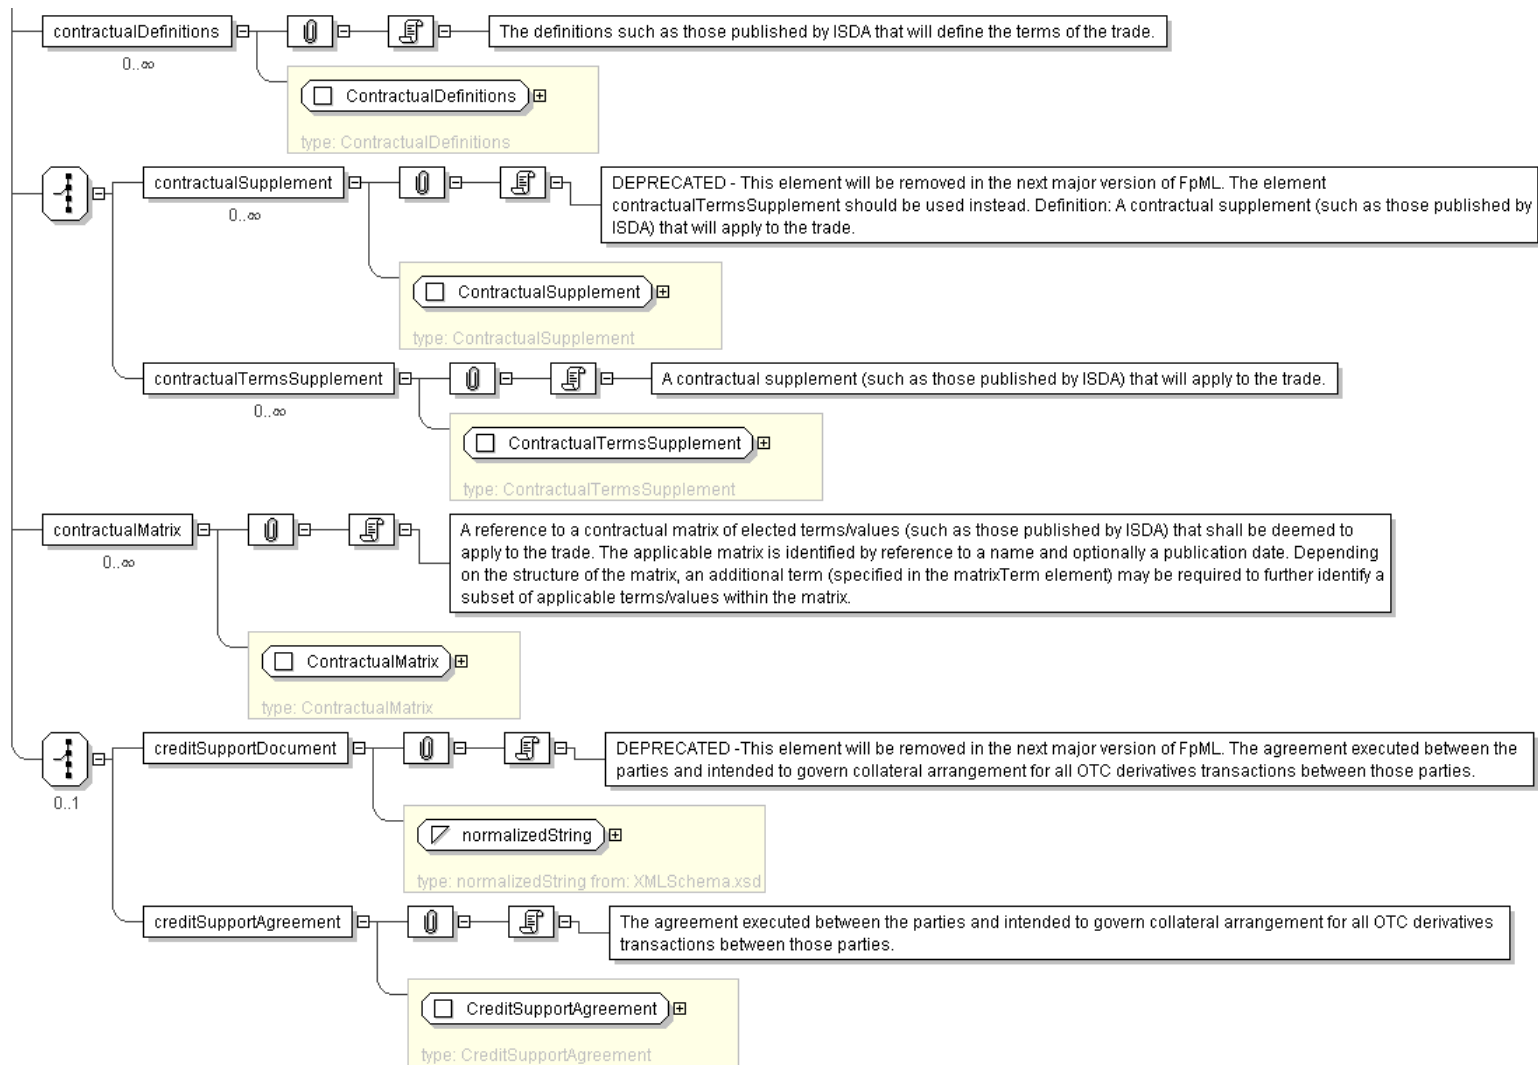 contractualDefinitions
The definitions such as those published by ISDA that will define the terms of the trade.
0..∞
ContractualDefinitions
type: ContractualDefinitions
contractualSupplement
DEPRECATED - This element will be removed in the next major version of FpML. The element
contractualTermsSupplement should be used instead. Definition: A contractual supplement (such as those published by
ISDA) that will apply to the trade.
0..∞
ContractualSupplement
type: ContractualSupplement
contractualTermsSupplement
A contractual supplement (such as those published by ISDA) that will apply to the trade.
0..∞
ContractualTermsSupplement
type: ContractualTermsSupplement
contractualMatrix
A reference to a contractual matrix of elected terms/values (such as those published by ISDA) that shall be deemed to
apply to the trade. The applicable matrix is identified by reference to a name and optionally a publication date. Depending
on the structure of the matrix, an additional term (specified in the matrixTerm element) may be required to further identify a
subset of applicable terms/values within the matrix.
0..∞
ContractualMatrix
type: ContractualMatrix
0..1
creditSupportDocument
DEPRECATED -This element will be removed in the next major version of FpML. The agreement executed between the
parties and intended to govern collateral arrangement for all OTC derivatives transactions between those parties.
normalizedString
type: normalizedString from: XMLSchema.xsd
creditSupportAgreement
The agreement executed between the parties and intended to govern collateral arrangement for all OTC derivatives
transactions between those parties.
CreditSupportAgreement
type: CreditSupportAgreement